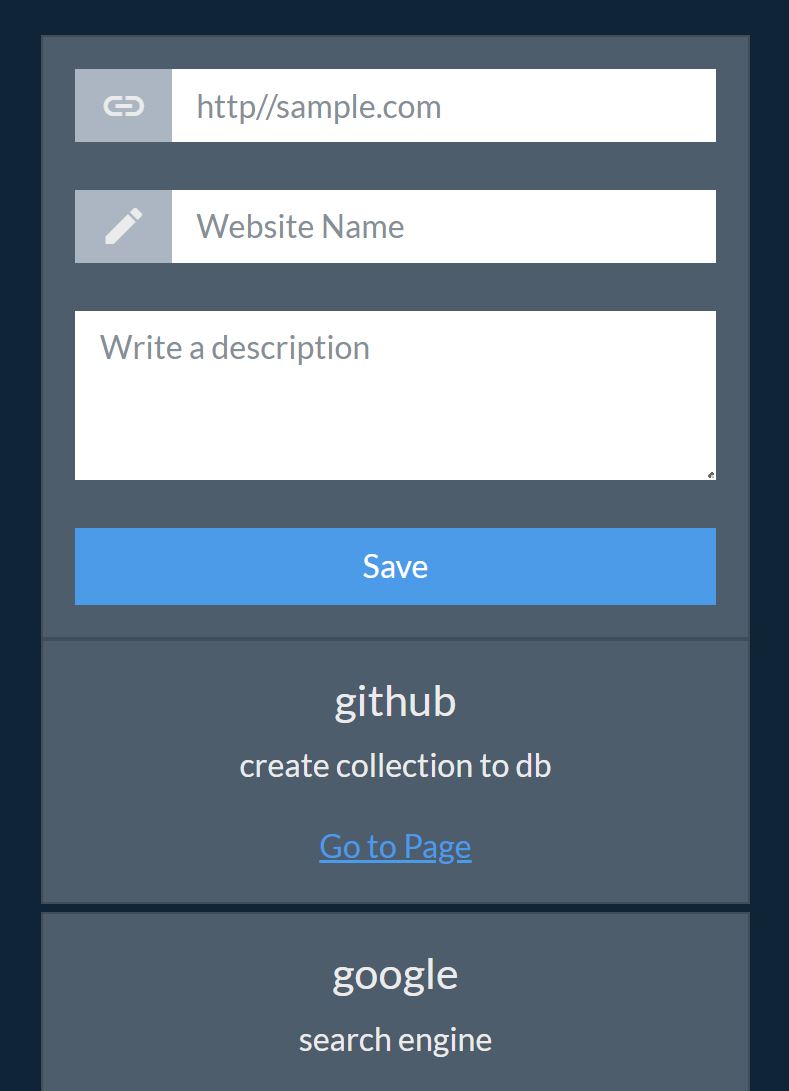 http//sample.com
Website Name
Write a description
Save
github
create collection to db
Go to Page
google
search engine